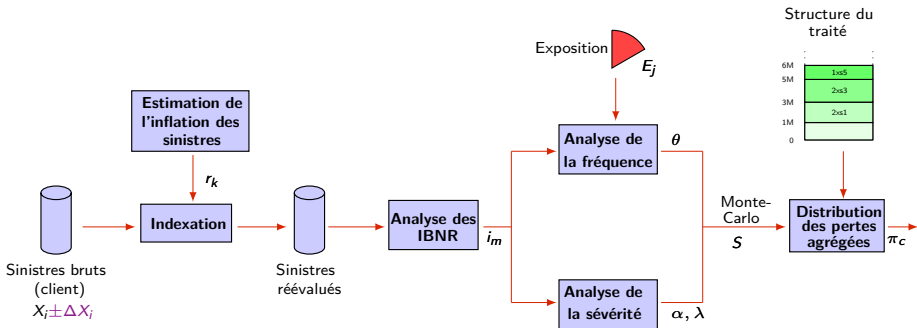 Structure du
traité
Exposition
E_j
6M
5M
3M
1M
0
1xs5
2xs3
2xs1
Estimation de
l'inflation des
sinistres
r_k
Analyse de
la fréquence
θ
Indexation
Analyse des
IBNR
i_m
Monte-
Carlo
S
Distribution
des pertes
agrégées
π_c
Sinistres bruts
(client)
X_i±ΔX_i
Sinistres
réévalués
Analyse de
la sévérité
α, λ